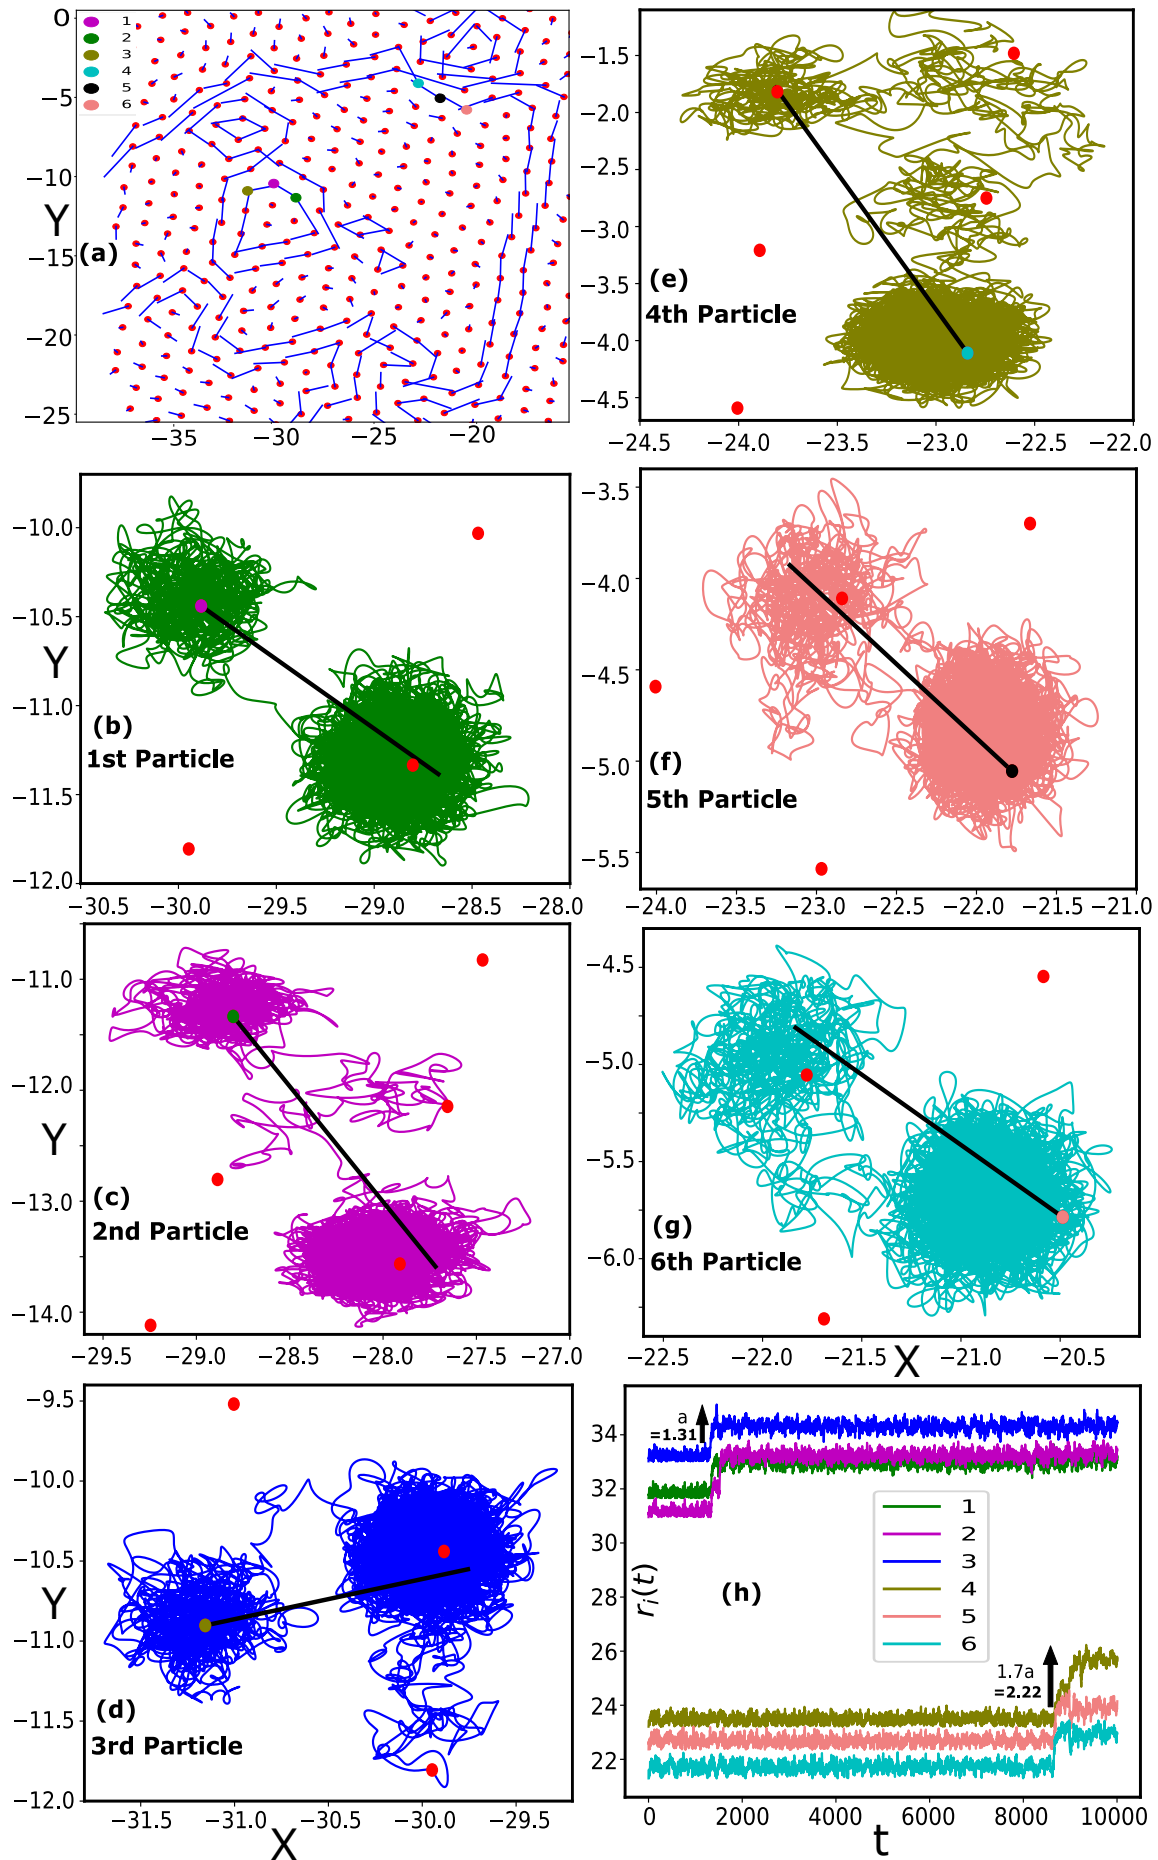 0
−5
−10
−15
−20
−25
Y
1
2
3
4
5
6
(a)
−35 −30 −25 −20
−1.5
−2.0
−2.5
−3.0
−3.5
−4.0
−4.5
(e)
4th Particle
−24.5 −24.0 −23.5 −23.0 −22.5 −22.0
−10.0
−10.5
−11.0
−11.5
−12.0
Y
(b)
1st Particle
−30.5 −30.0 −29.5 −29.0 −28.5 −28.0
−3.5
−4.0
−4.5
−5.0
−5.5
(f)
5th Particle
−24.0 −23.5 −23.0 −22.5 −22.0 −21.5 −21.0
−11.0
−12.0
−13.0
−14.0
Y
(c)
2nd Particle
−29.5 −29.0 −28.5 −28.0 −27.5 −27.0
−4.5
−5.0
−5.5
−6.0
(g)
6th Particle
−22.5 −22.0 −21.5 −21.0 −20.5
X
−9.5
−10.0
−10.5
−11.0
−11.5
−12.0
Y
(d)
3rd Particle
−31.5 −31.0 −30.5 −30.0 −29.5
X
34
32
31
28
26
24
22
r_i(t)
a
=1.31
1
2
3
4
5
6
(h)
1.7a
=2.22
0 2000 4000 6000 8000 10000
t